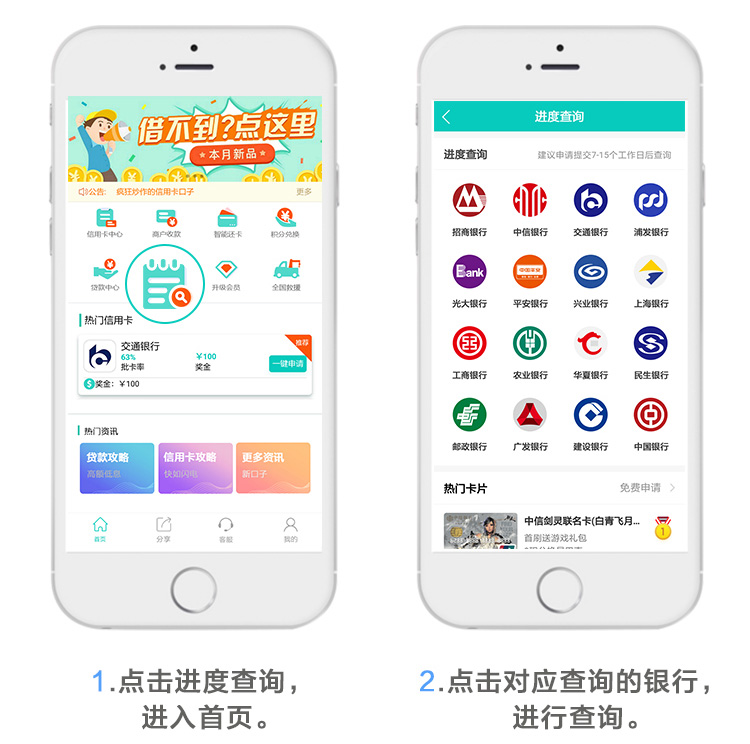 借不到?点这里
本月新品
公告: 疯狂炒作的信用卡口子 更多
信用卡中心 商户收款 智能还卡 积分兑换
贷款中心 升级会员 全国救援
热门信用卡
交通银行
推荐
63% ￥100
批卡率 奖金 一键申请
奖金: ￥100
热门资讯
贷款攻略 信用卡攻略 更多资讯
高额低息 快如闪电 新口子
首页 分享 客服 我的
1.点击进度查询，
进入首页。
进度查询
进度查询 建议申请提交7-15个工作日后查询
招商银行 中信银行 交通银行 浦发银行
Bank
中国平安
光大银行 平安银行 兴业银行 上海银行
工商银行 农业银行 华夏银行 民生银行
邮政银行 广发银行 建设银行 中国银行
热门卡片 免费申请
中信剑灵联名卡(白青飞月...
首刷送游戏礼包
1
2.点击对应查询的银行，
进行查询。